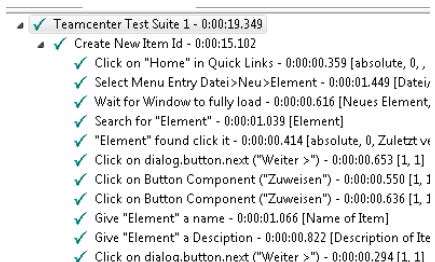 Teamcenter Test Suite 1 - 0:00:19.349
Create New Item Id - 0:00:15.102
Click on "Home" in Quick Links - 0:00:00.359 [absolute, 0, ,
Select Menu Entry Datei>Neu>Element - 0:00:01.449 [Datei/
Wait for Window to fully load - 0:00:00.616 [Neues Element,
Search for "Element" - 0:00:01.039 [Element]
"Element" found click it - 0:00:00.414 [absolute, 0, Zuletzt ve
Click on dialog.button.next ("Weiter >") - 0:00:00.653 [1, 1]
Click on Button Component ("Zuweisen") - 0:00:00.550 [1, 1
Click on Button Component ("Zuweisen") - 0:00:00.636 [1, 1
Give "Element" a name - 0:00:01.066 [Name of Item]
Give "Element" a Desciption - 0:00:00.822 [Description of Ite
Click on dialog.button.next ("Weiter >") - 0:00:00.294 [1, 1]